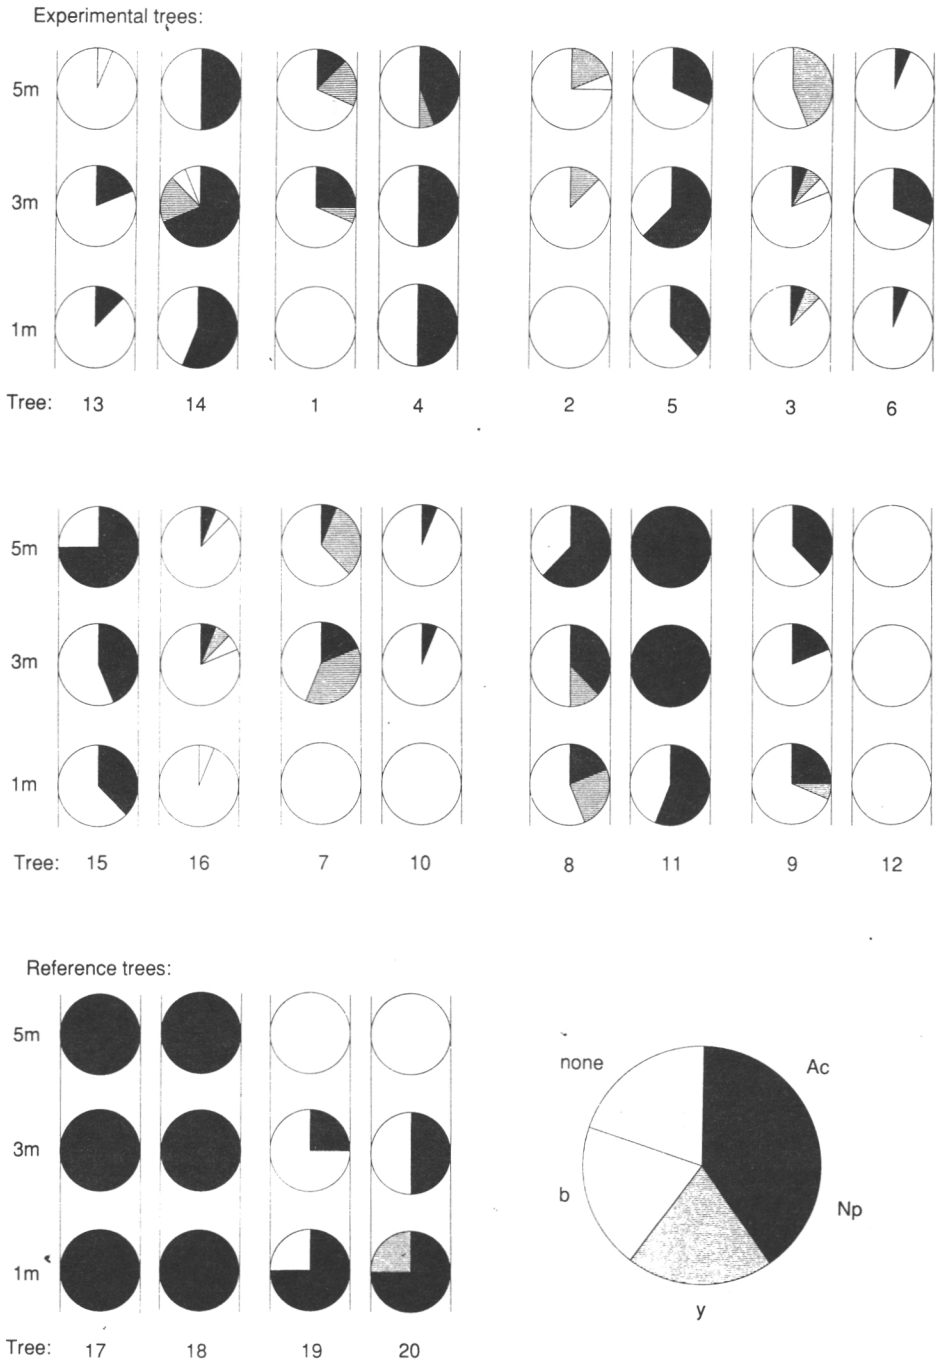 Experimental trees:
5m
3m
1m
Tree: 13 14 1 4 2 5 3 6
5m
3m
1m
Tree: 15 16 7 10 8 11 9 12
Reference trees:
5m
none Ac
3m
b Np
1m
y
Tree: 17 18 19 20